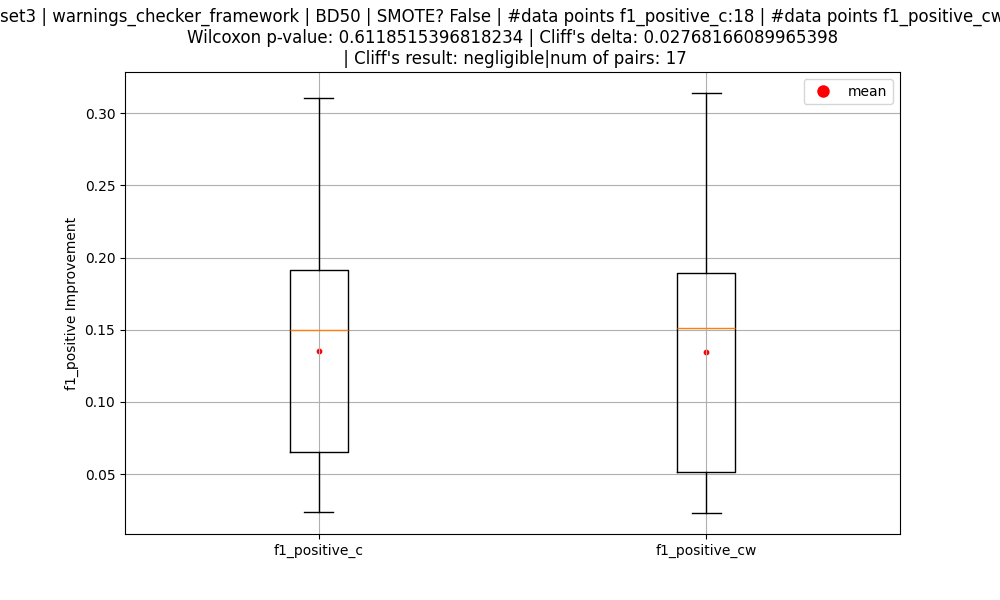 set3 | warnings_checker_framework | BD50 | SMOTE? False | #data points f1_positive_c:18 | #data points f1_positive_cw
Wilcoxon p-value: 0.6118515396818234 | Cliff's delta: 0.02768166089965398
| Cliff's result: negligible|num of pairs: 17
mean
0.30
0.25
0.20
0.15
0.10
0.05
f1_positive Improvement
f1_positive_c
f1_positive_cw